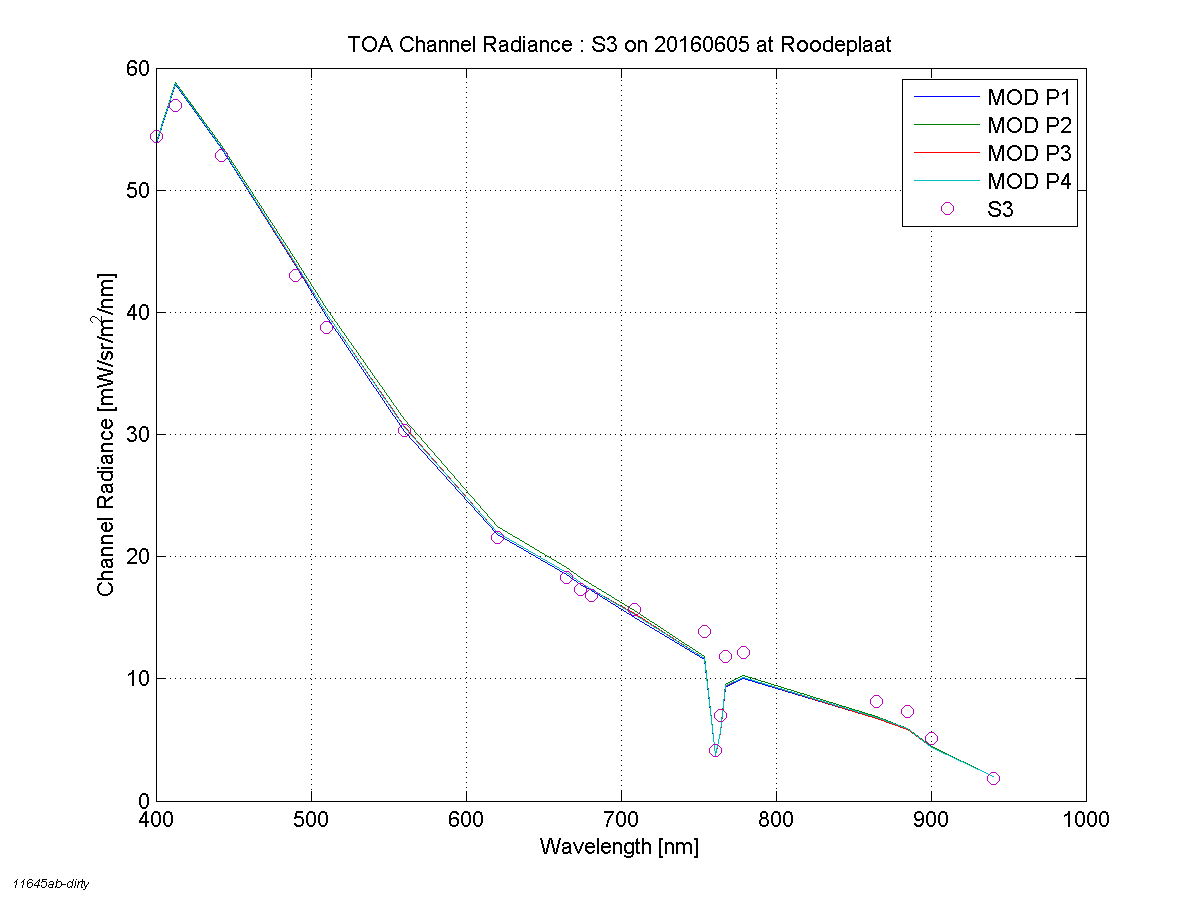 TOA Channel Radiance : S3 on 20160605 at Roodeplaat
60
50
40
30
20
10
0
Channel Radiance [mW/sr/m²/nm]
MOD P1
MOD P2
MOD P3
MOD P4
S3
400 500 600 700 800 900 1000
Wavelength [nm]
11645ab-dirty